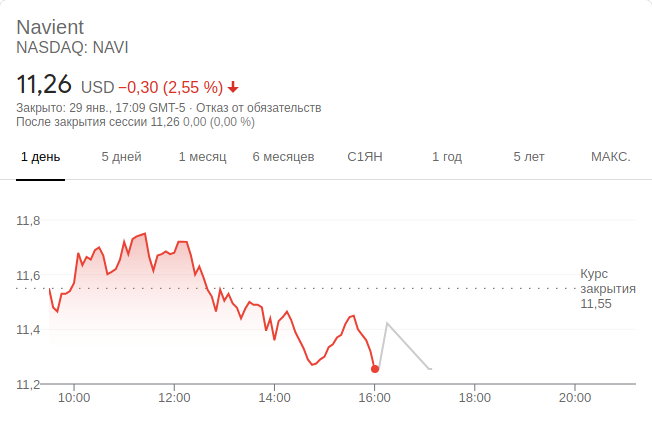 Navient
NASDAQ: NAVI
11,26 USD −0,30 (2,55 %)
Закрыто: 29 янв., 17:09 GMT-5 · Отказ от обязательств
После закрытия сессии 11,26 0,00 (0,00 %)
1 день 5 дней 1 месяц 6 месяцев С1ЯН 1 год 5 лет МАКС.
11,8
11,6
Курс
закрытия
11,55
11,4
11,2
10:00 12:00 14:00 16:00 18:00 20:00